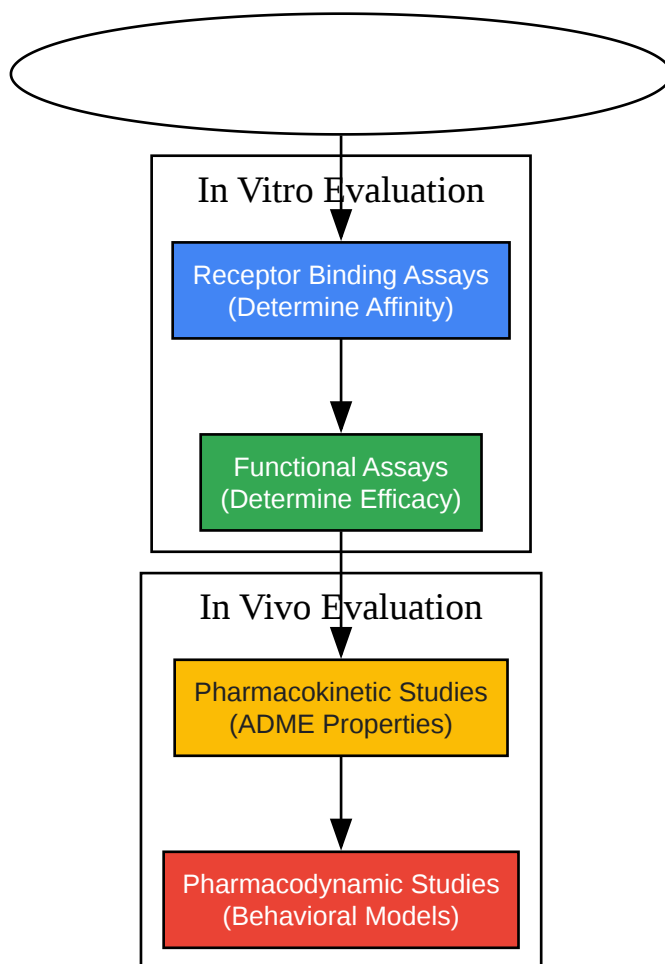 In Vitro Evaluation
Receptor Binding Assays
(Determine Affinity)
Functional Assays
(Determine Efficacy)
In Vivo Evaluation
Pharmacokinetic Studies
(ADME Properties)
Pharmacodynamic Studies
(Behavioral Models)